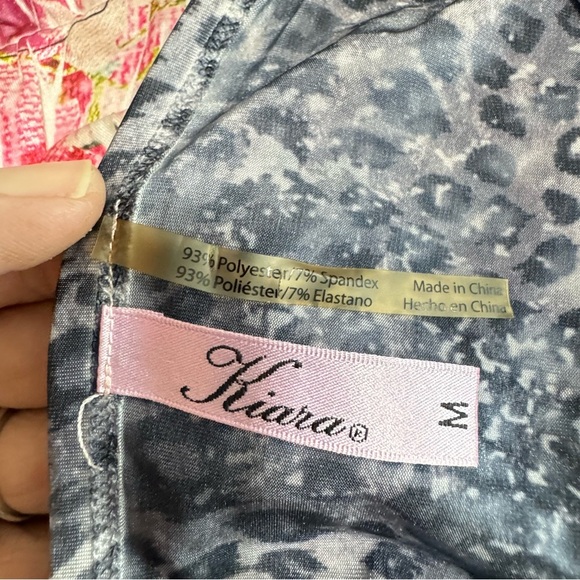 93% Polyester/7% Spandex
93% Poliéster/7% Elastano
Made in China
Hecho en China
Kiara®
M